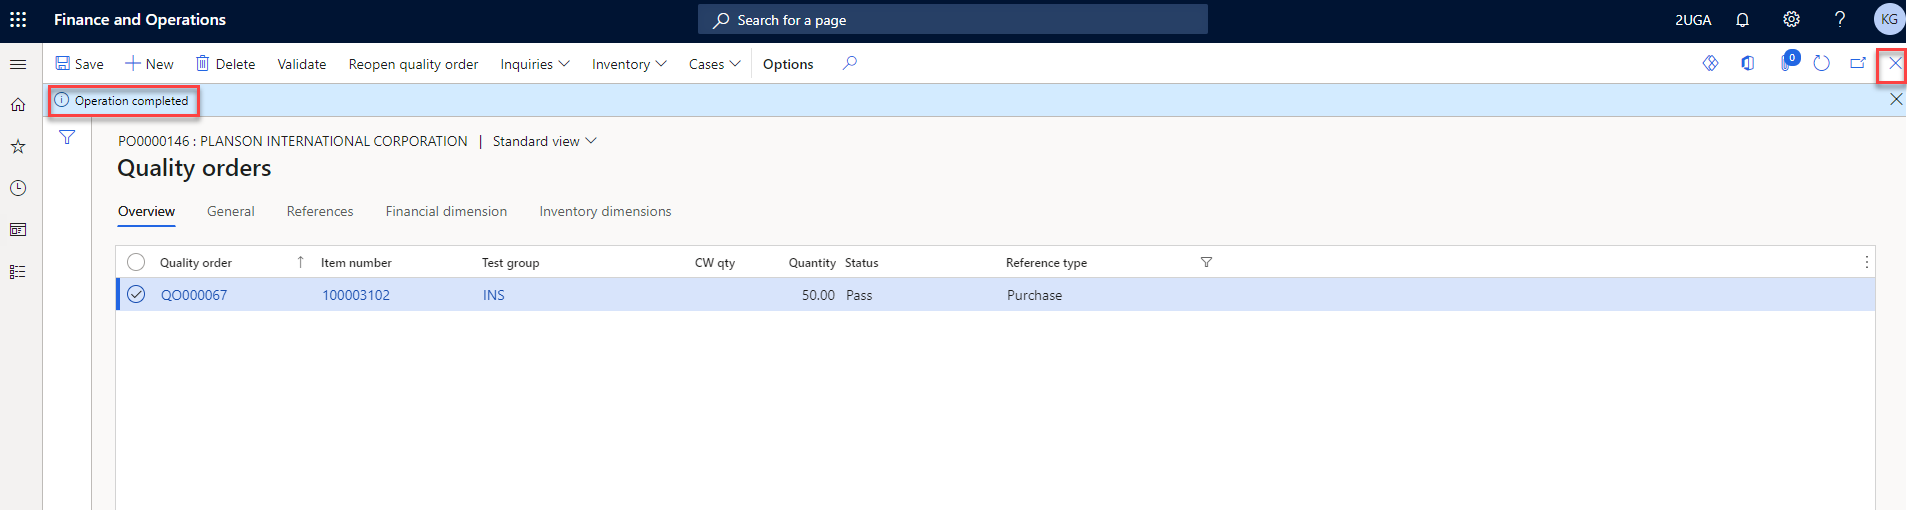 Finance and Operations Search for a page 2UGA ? KG
Save New Delete Validate Reopen quality order Inquiries Inventory Cases Options 0
Operation completed
PO0000146 : PLANSON INTERNATIONAL CORPORATION | Standard view
Quality orders
Overview General References Financial dimension Inventory dimensions
Quality order ↑ Item number Test group CW qty Quantity Status Reference type
QO000067 100003102 INS 50.00 Pass Purchase